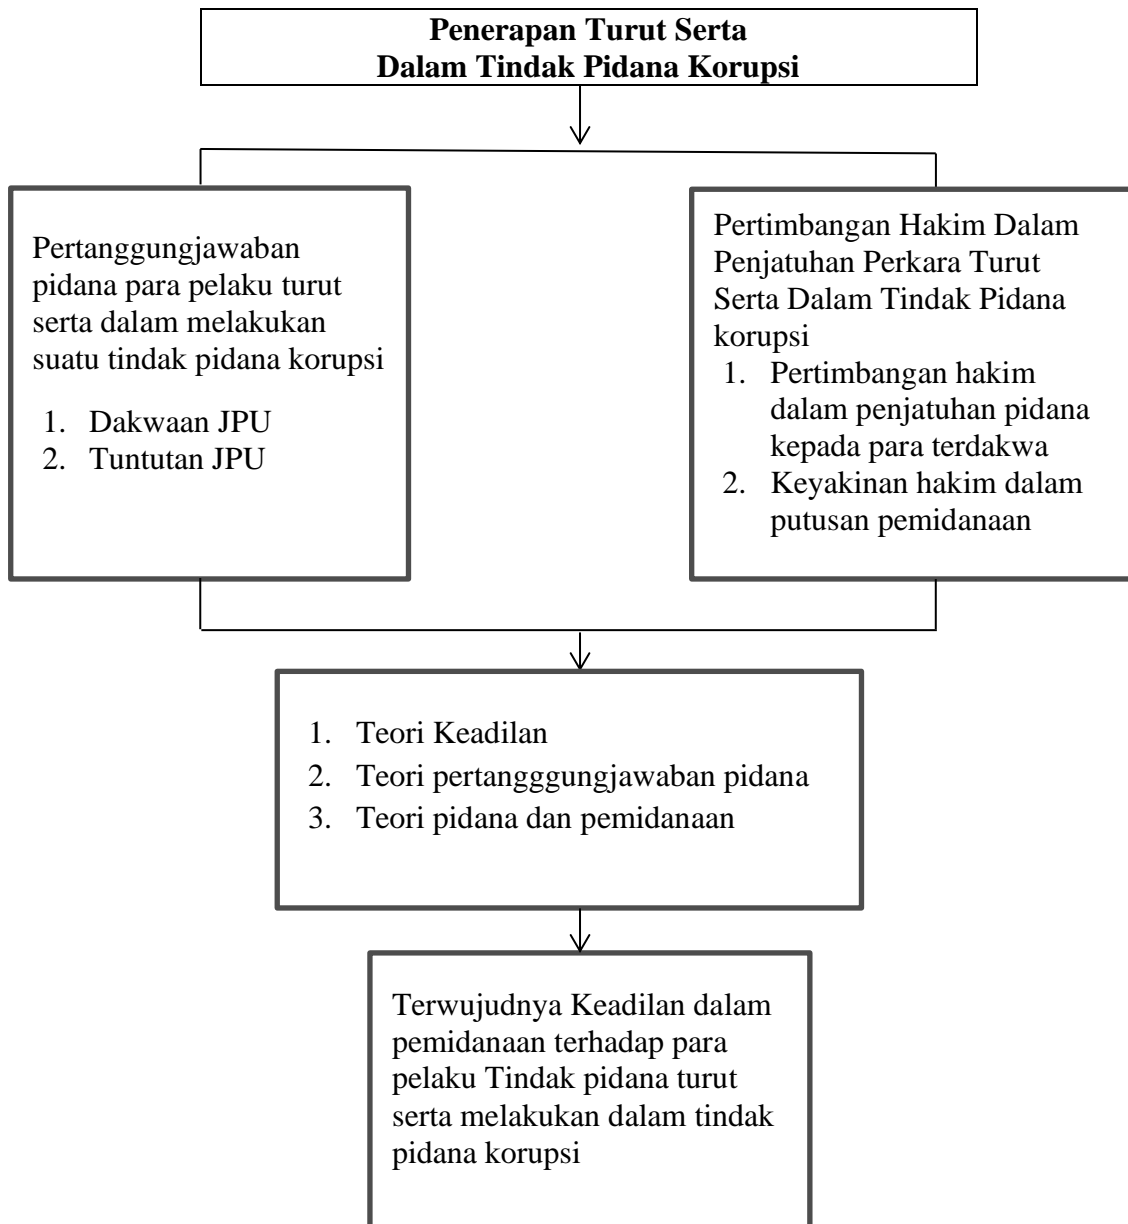 Penerapan Turut Serta
Dalam Tindak Pidana Korupsi
Pertanggungjawaban
pidana para pelaku turut
serta dalam melakukan
suatu tindak pidana korupsi
1. Dakwaan JPU
2. Tuntutan JPU
Pertimbangan Hakim Dalam
Penjatuhan Perkara Turut
Serta Dalam Tindak Pidana
korupsi
1. Pertimbangan hakim
dalam penjatuhan pidana
kepada para terdakwa
2. Keyakinan hakim dalam
putusan pemidanaan
1. Teori Keadilan
2. Teori pertangggungjawaban pidana
3. Teori pidana dan pemidanaan
Terwujudnya Keadilan dalam
pemidanaan terhadap para
pelaku Tindak pidana turut
serta melakukan dalam tindak
pidana korupsi